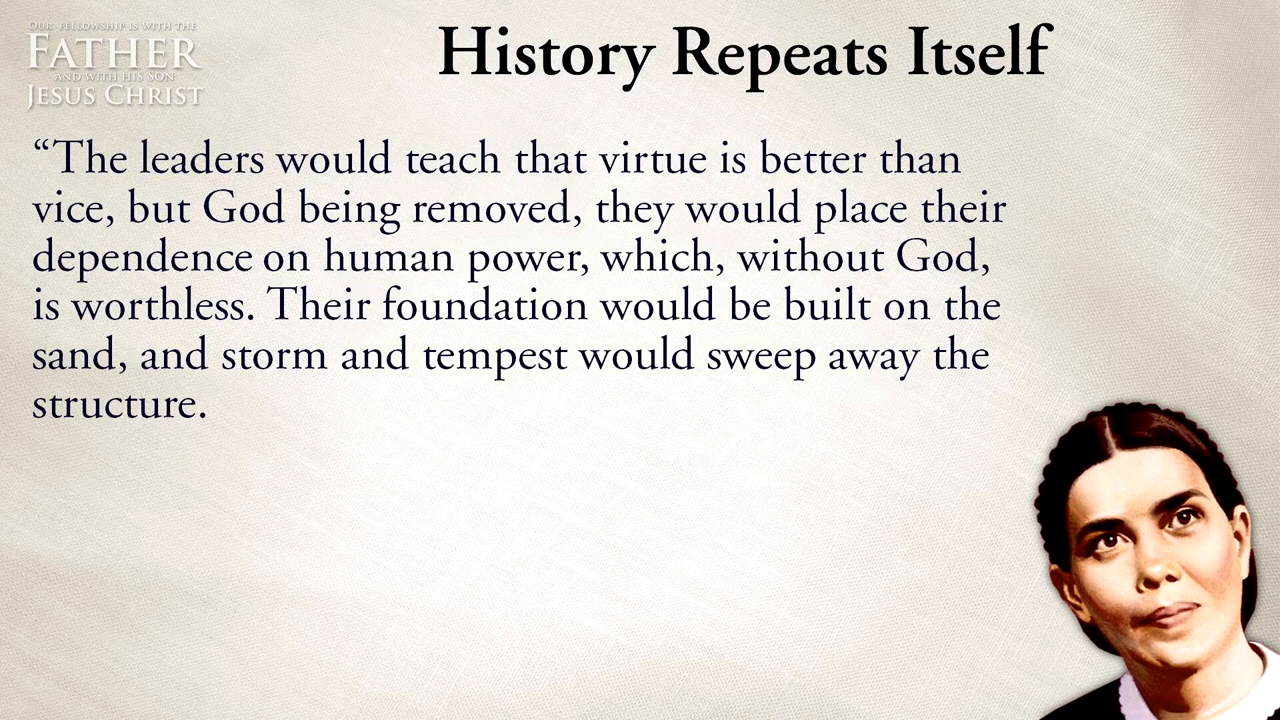 OUR FELLOWSHIP IS WITH THE
FATHER
AND WITH HIS SON
JESUS CHRIST
History Repeats Itself
“The leaders would teach that virtue is better than
vice, but God being removed, they would place their
dependence on human power, which, without God,
is worthless. Their foundation would be built on the
sand, and storm and tempest would sweep away the
structure.